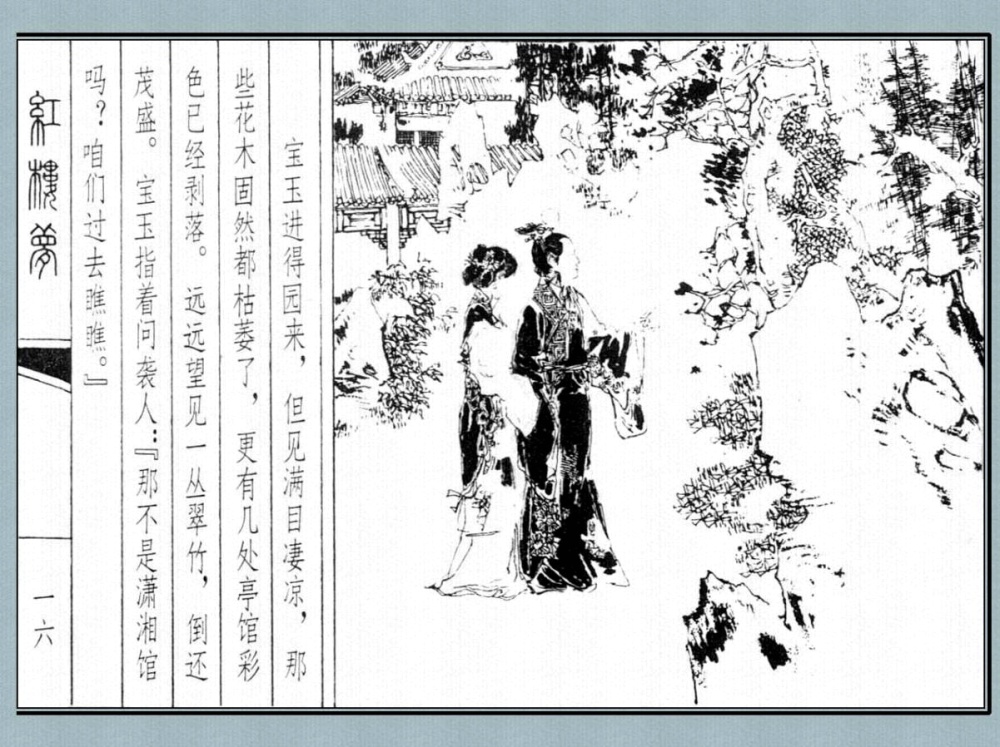 宝玉进得园来，但见满目凄凉，那
些花木固然都枯萎了，更有几处亭馆彩
色已经剥落。远远望见一丛翠竹，倒还
茂盛。宝玉指着问袭人：『那不是潇湘馆
吗？咱们过去瞧瞧。』
紅樓夢
一六